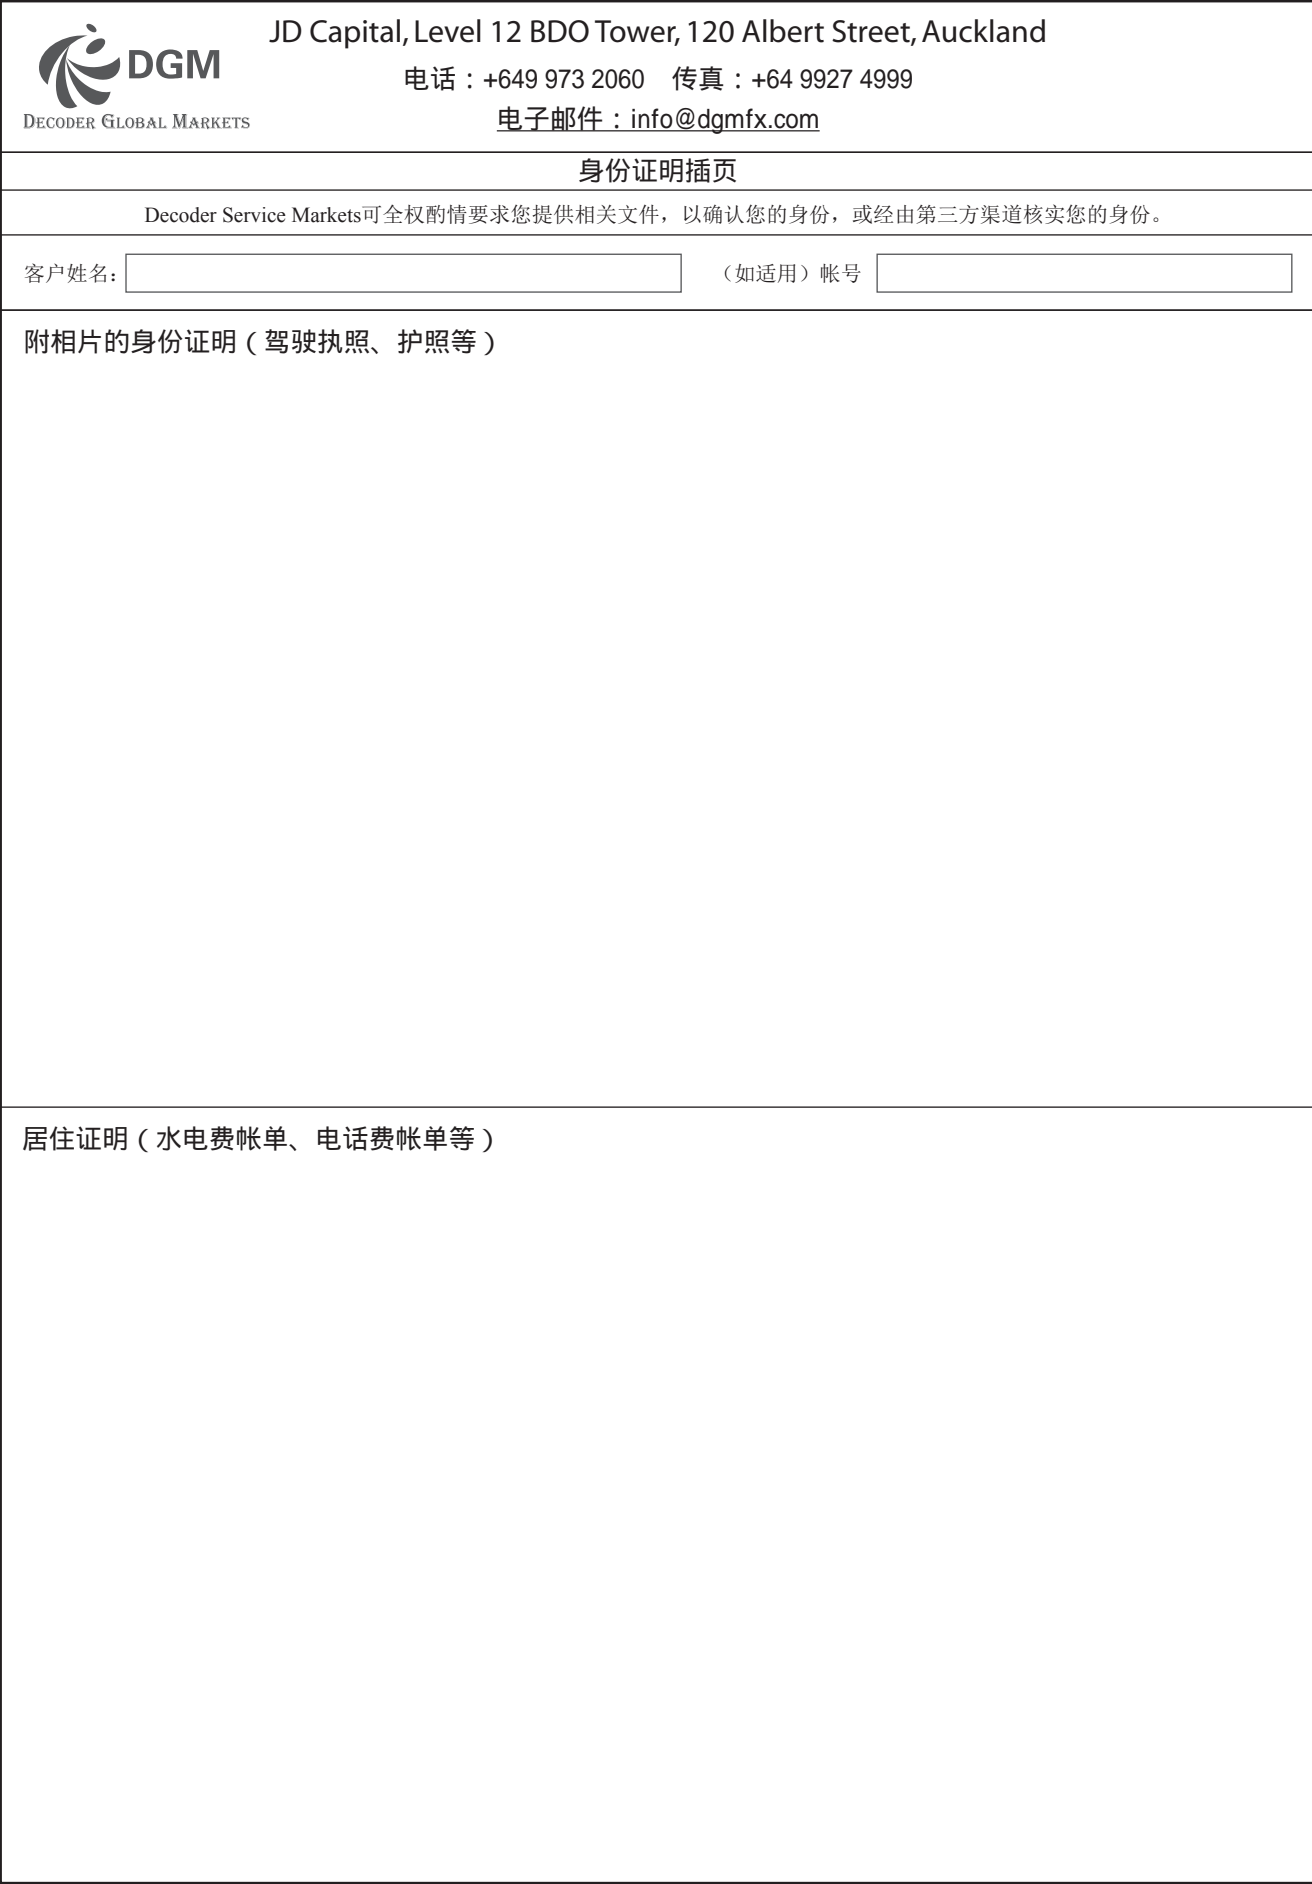 DGM
DECODER GLOBAL MARKETS
JD Capital, Level 12 BDO Tower, 120 Albert Street, Auckland
电话：+649 973 2060 传真：+64 9927 4999
电子邮件：info@dgmfx.com
身份证明插页
Decoder Service Markets可全权酌情要求您提供相关文件，以确认您的身份，或经由第三方渠道核实您的身份。
客户姓名: （如适用）帐号
附相片的身份证明（驾驶执照、护照等）
居住证明（水电费帐单、电话费帐单等）